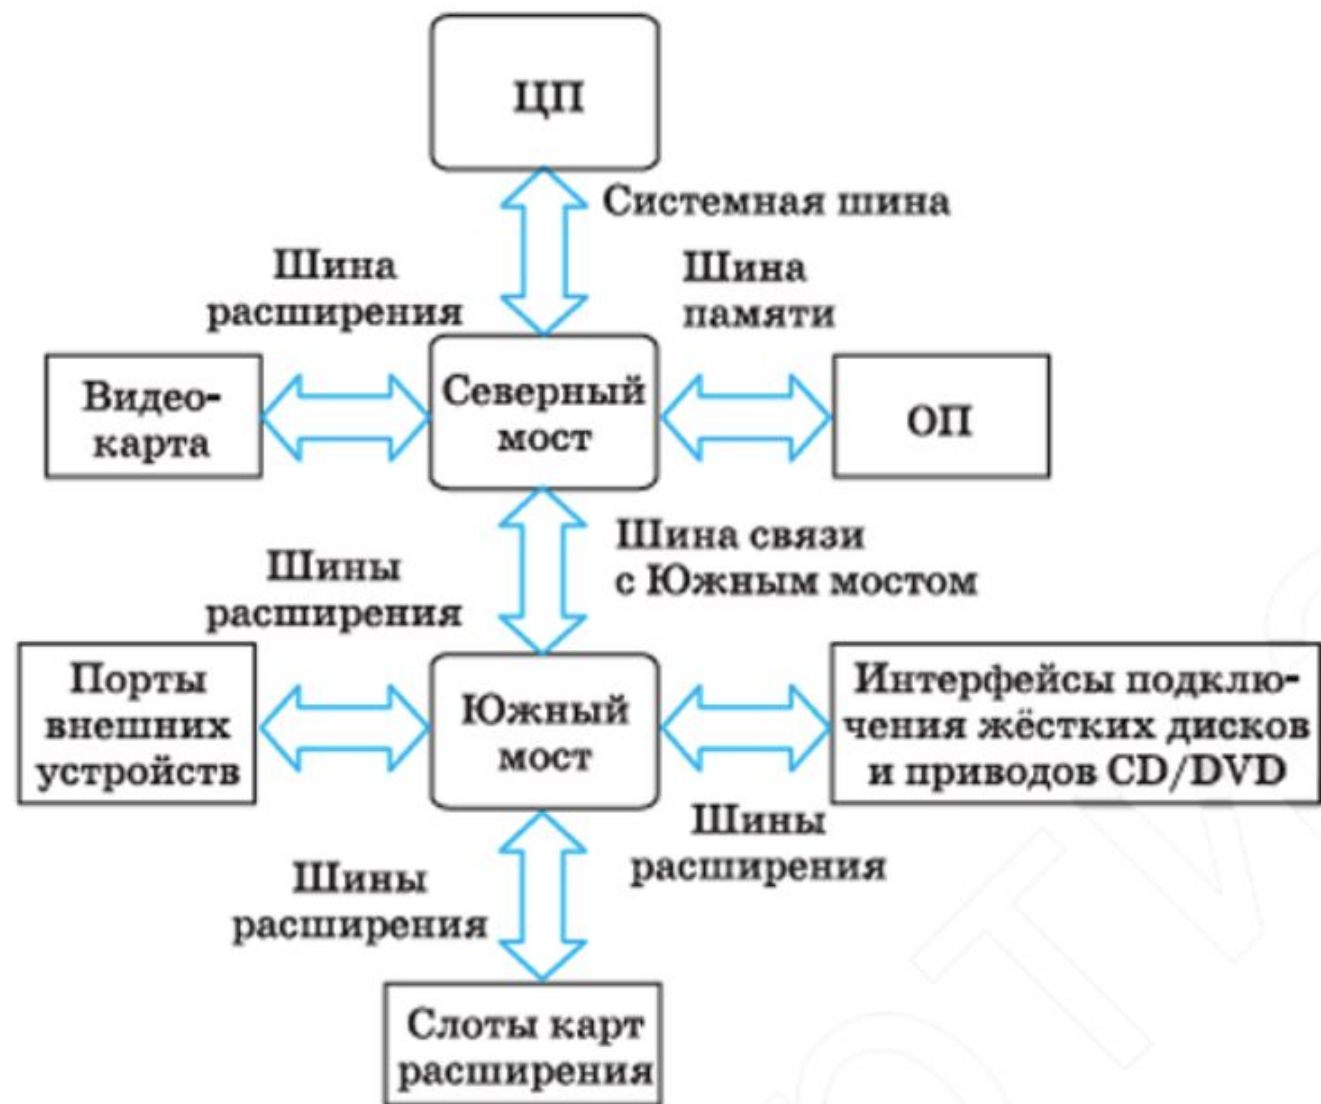 ЦП
Системная шина
Шина
расширения
Шина
памяти
Видео-
карта
Северный
мост
ОП
Шина связи
с Южным мостом
Шины
расширения
Порты
внешних
устройств
Южный
мост
Интерфейсы подклю-
чения жёстких дисков
и приводов CD/DVD
Шины
расширения
Шины
расширения
Слоты карт
расширения